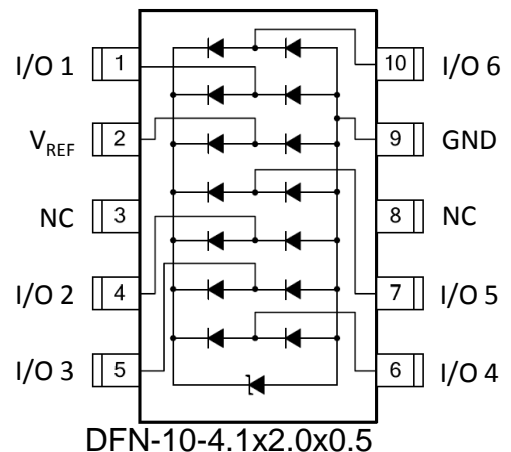 I/O 1 1 10 I/O 6
V_REF 2 9 GND
NC 3 8 NC
I/O 2 4 7 I/O 5
I/O 3 5 6 I/O 4
DFN-10-4.1x2.0x0.5